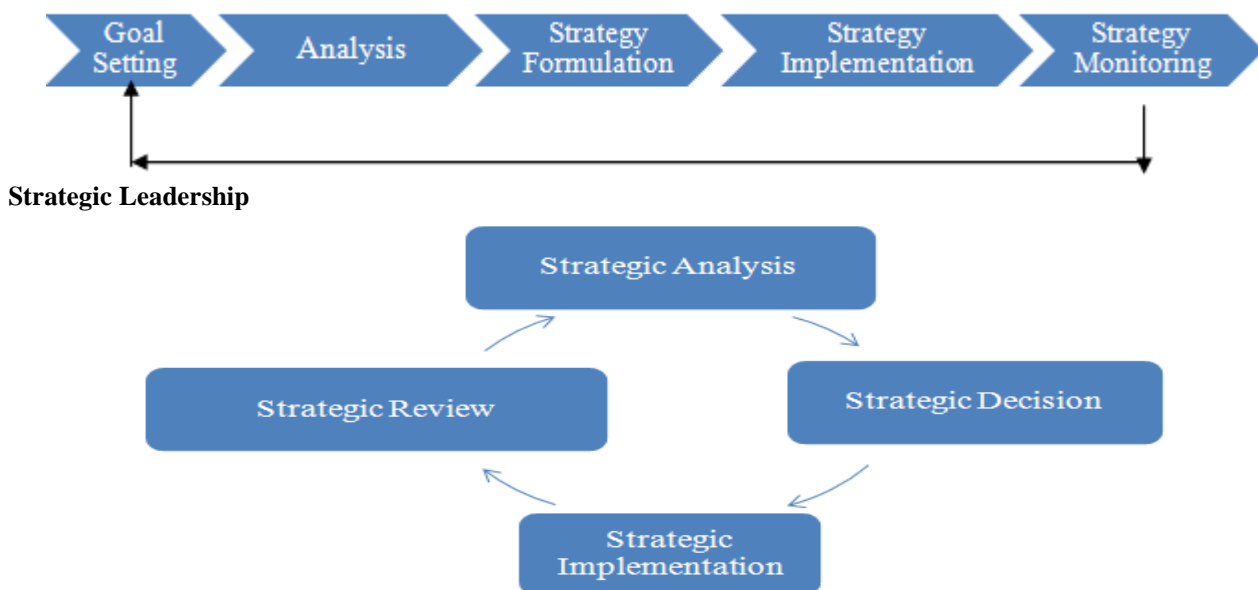 Goal
Setting
Analysis
Strategy
Formulation
Strategy
Implementation
Strategy
Monitoring
Strategic Leadership
Strategic Analysis
Strategic Review
Strategic Decision
Strategic
Implementation